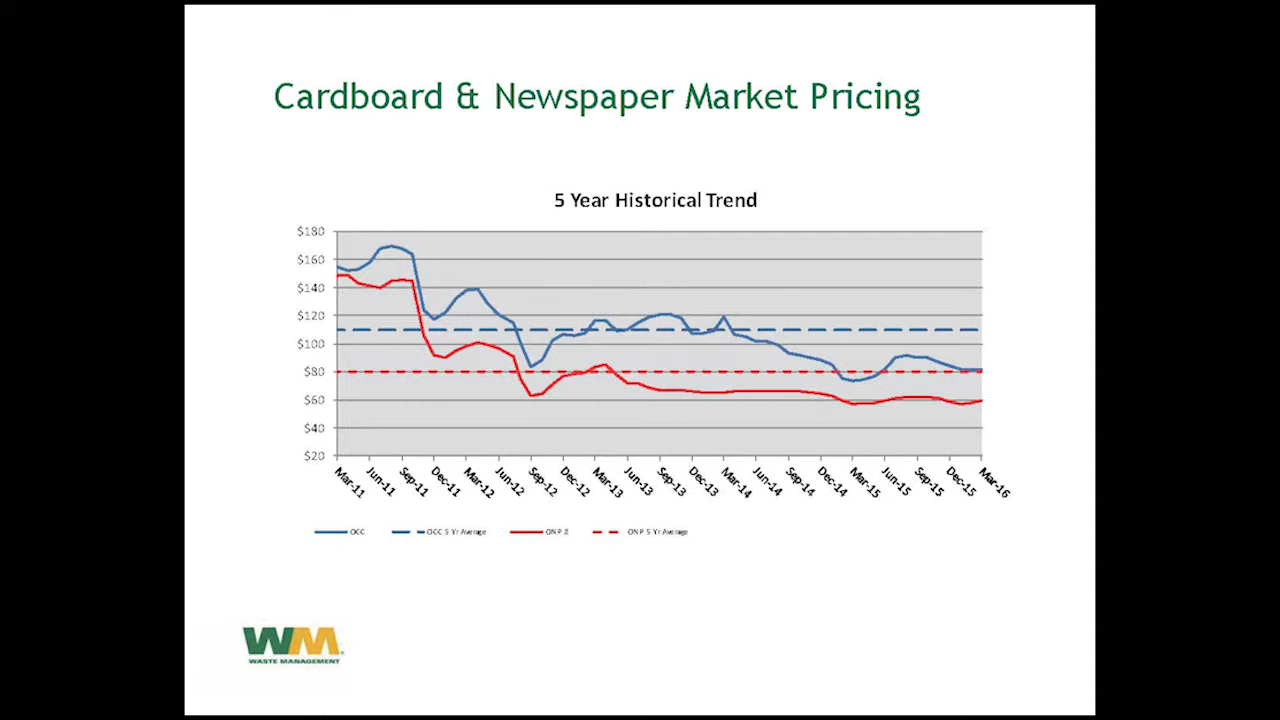 Cardboard & Newspaper Market Pricing
5 Year Historical Trend
$180
$160
$140
$120
$100
$80
$60
$40
$20
Mar-11 Jun-11 Sep-11 Dec-11 Mar-12 Jun-12 Sep-12 Dec-12 Mar-13 Jun-13 Sep-13 Dec-13 Mar-14 Jun-14 Sep-14 Dec-14 Mar-15 Jun-15 Sep-15 Dec-15 Mar-16
OCC OCC 5 Yr Average ONP 8 ONP 5 Yr Average
WM
WASTE MANAGEMENT